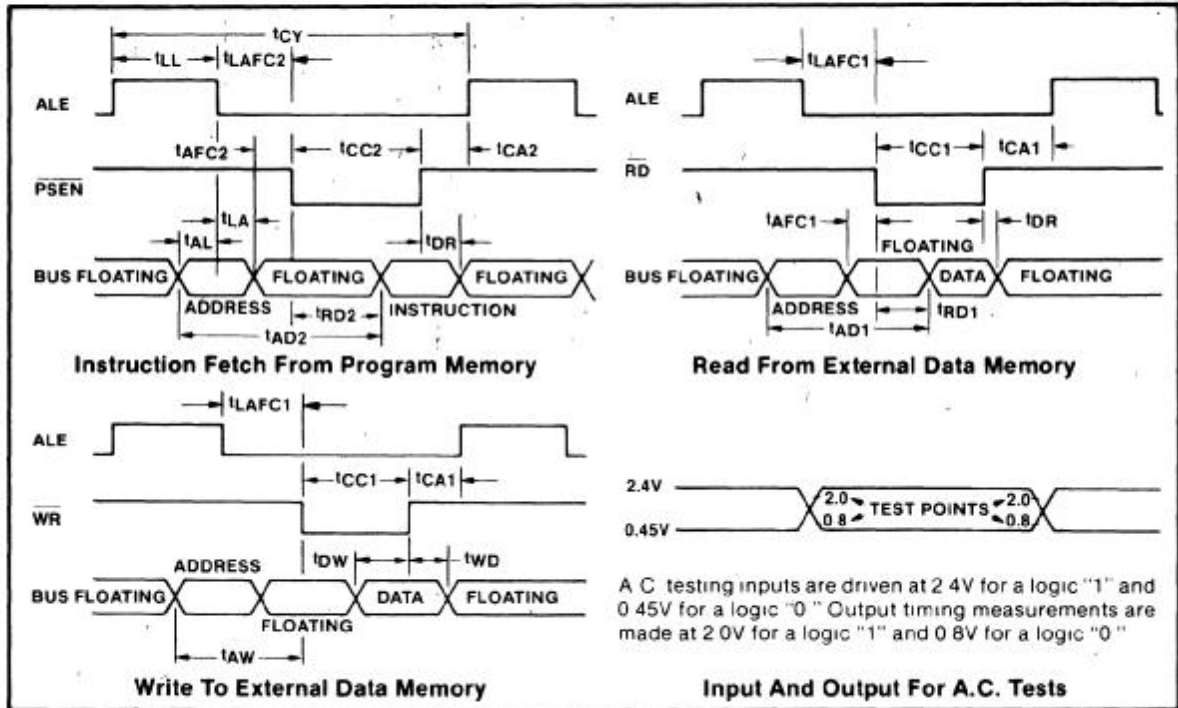 tCY
tLL tLAFC2
ALE
tAFC2 tCC2 tCA2
PSEN
tLA
tAL tDR
BUS FLOATING FLOATING FLOATING
ADDRESS tRD2 INSTRUCTION
tAD2
Instruction Fetch From Program Memory
tLAFC1
ALE
tCC1 tCA1
RD
tAFC1 tDR
FLOATING
BUS FLOATING DATA FLOATING
ADDRESS tRD1
tAD1
Read From External Data Memory
tLAFC1
ALE
tCC1 tCA1
WR
tDW tWD
ADDRESS
BUS FLOATING DATA FLOATING
FLOATING
tAW
Write To External Data Memory
2.4V 2.0 TEST POINTS 2.0
0.45V 0.8 0.8
A C testing inputs are driven at 2 4V for a logic "1" and
0 45V for a logic "0 " Output timing measurements are
made at 2 0V for a logic "1" and 0 8V for a logic "0 "
Input And Output For A.C. Tests